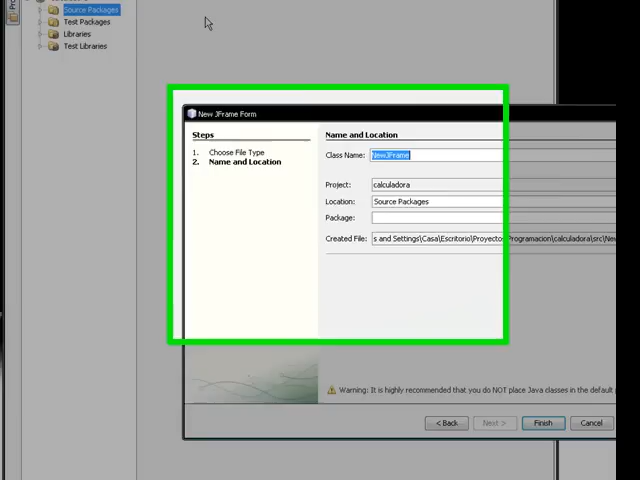 Source Packages
Test Packages
Libraries
Test Libraries
New JFrame Form
Steps
1. Choose File Type
2. Name and Location
Name and Location
Class Name: NewJFrame
Project: calculadora
Location: Source Packages
Package:
Created File: s and Settings\Casa\Escritorio\Proyectos Programacion\calculadora\src\New
Warning: It is highly recommended that you do NOT place Java classes in the default
< Back
Next >
Finish
Cancel